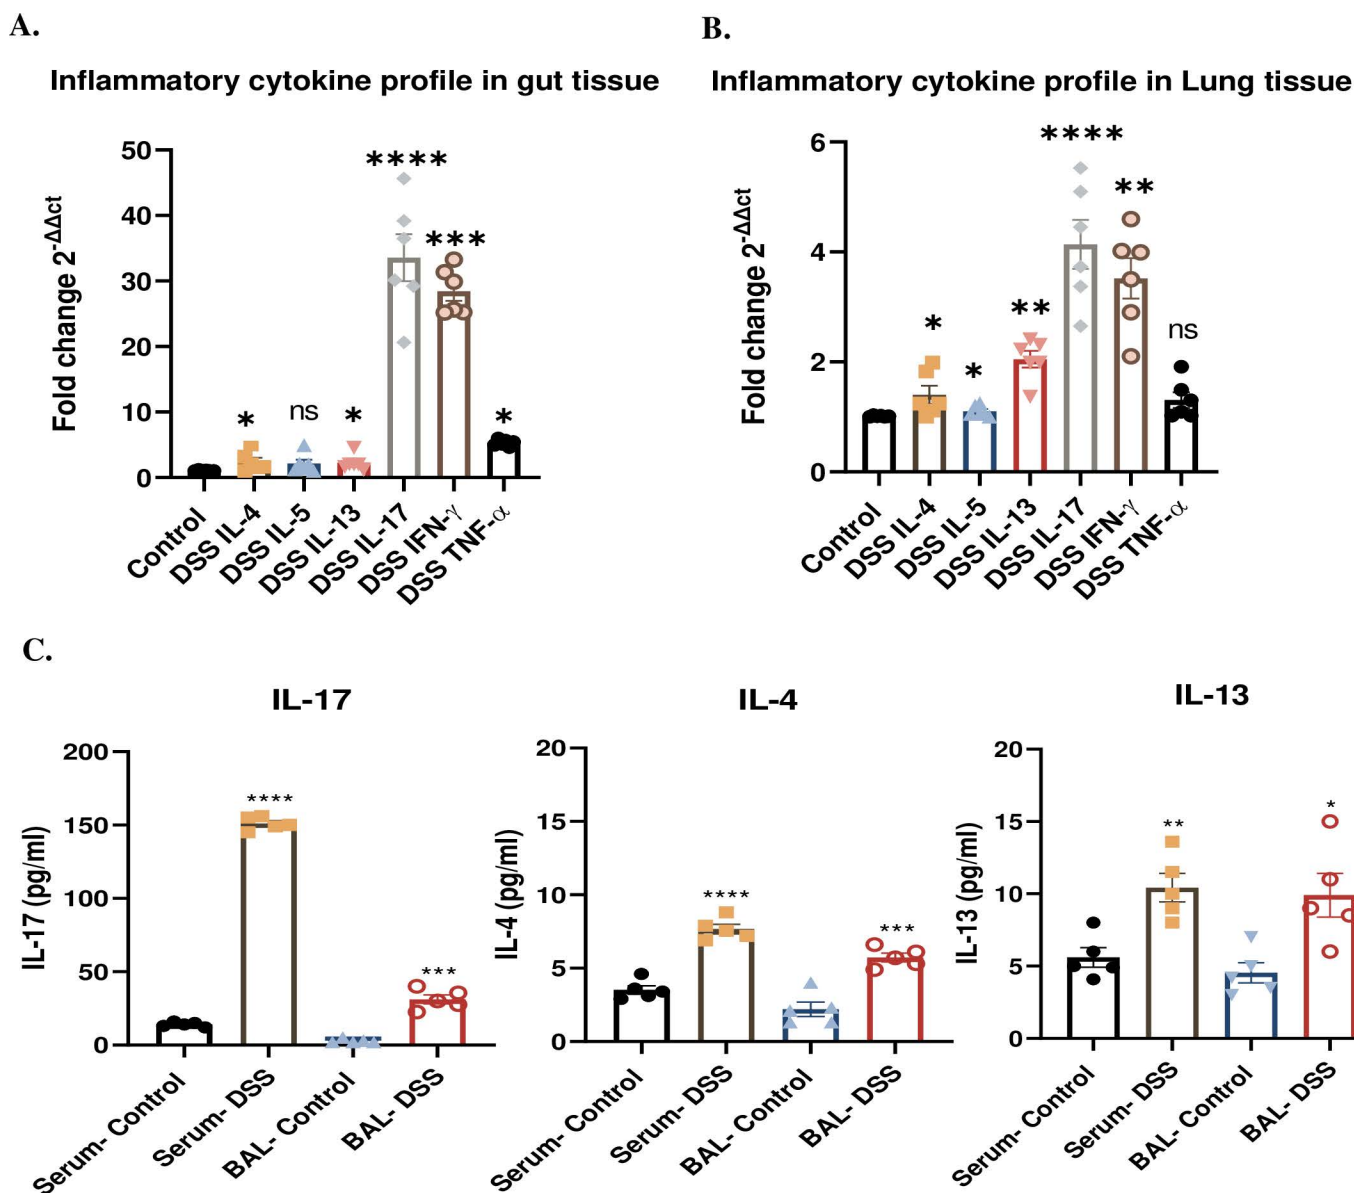 A.
Inflammatory cytokine profile in gut tissue
Fold change 2^-ΔΔct
50
40
30
20
10
0
*
ns
*
****
***
*
Control
DSS IL-4
DSS IL-5
DSS IL-13
DSS IL-17
DSS IFN-γ
DSS TNF-α
B.
Inflammatory cytokine profile in Lung tissue
Fold change 2^-ΔΔct
6
4
2
0
*
*
**
****
**
ns
Control
DSS IL-4
DSS IL-5
DSS IL-13
DSS IL-17
DSS IFN-γ
DSS TNF-α
C.
IL-17
IL-17 (pg/ml)
200
150
100
50
0
****
***
Serum- Control
Serum- DSS
BAL- Control
BAL- DSS
IL-4
IL-4 (pg/ml)
20
15
10
5
0
****
***
Serum- Control
Serum- DSS
BAL- Control
BAL- DSS
IL-13
IL-13 (pg/ml)
20
15
10
5
0
**
*
Serum- Control
Serum- DSS
BAL- Control
BAL- DSS